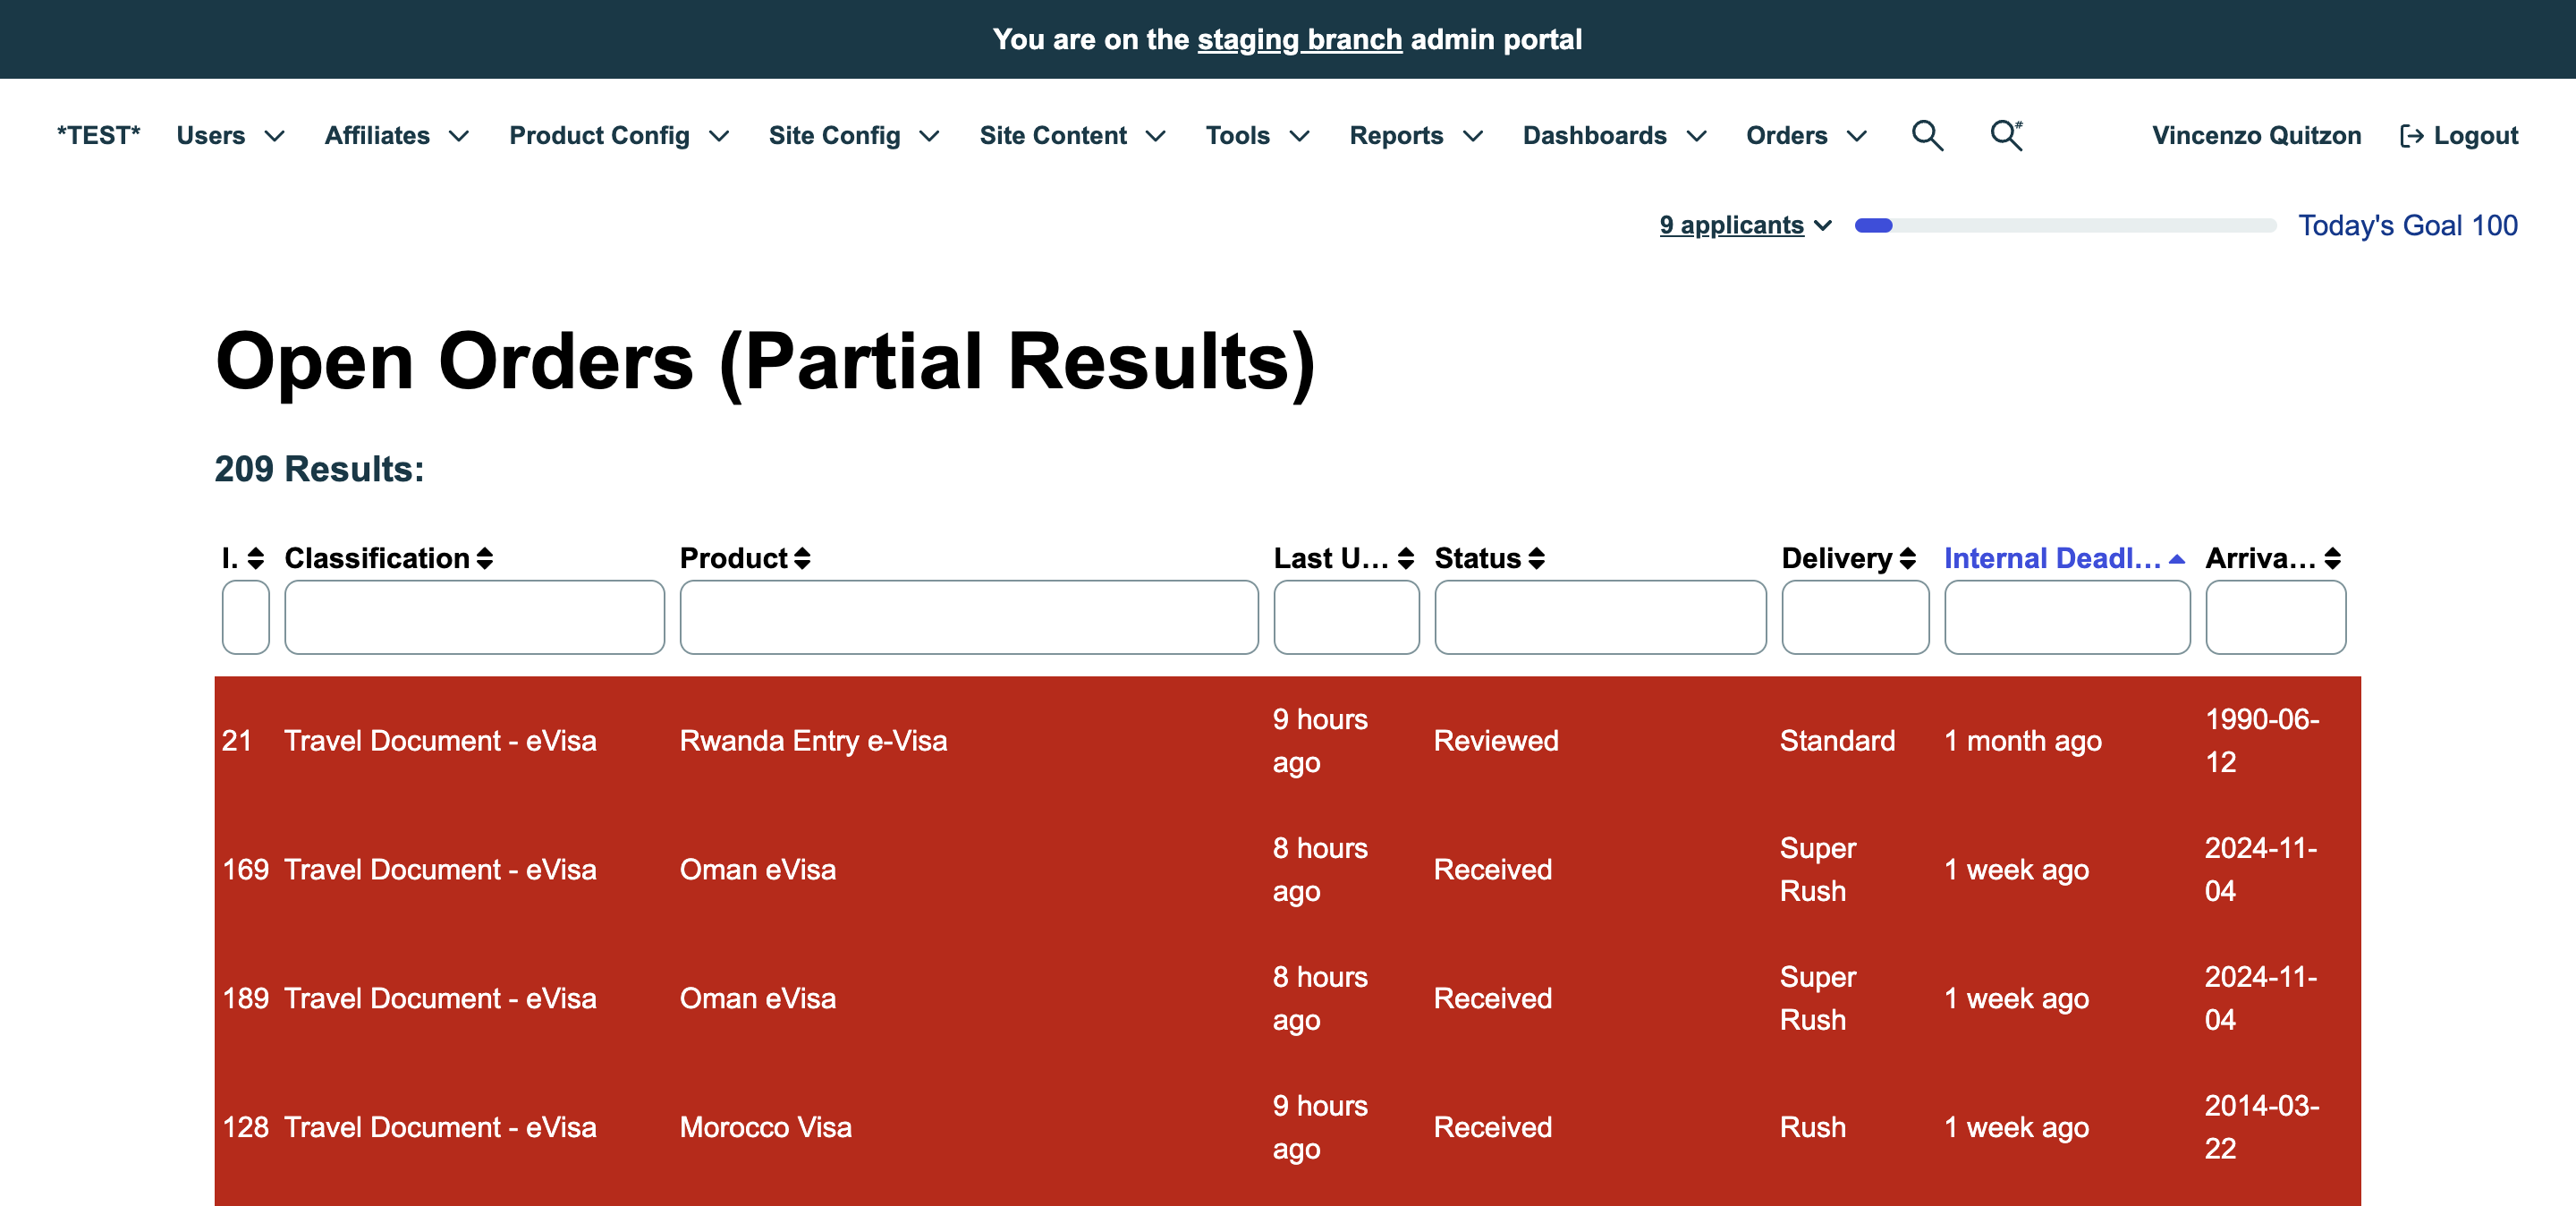 You are on the staging branch admin portal
*TEST* Users Affiliates Product Config Site Config Site Content Tools Reports Dashboards Orders # Vincenzo Quitzon Logout
9 applicants Today's Goal 100
Open Orders (Partial Results)
209 Results:
I. Classification Product Last U... Status Delivery Internal Deadl... Arriva...
21 Travel Document - eVisa Rwanda Entry e-Visa 9 hours ago Reviewed Standard 1 month ago 1990-06-12
169 Travel Document - eVisa Oman eVisa 8 hours ago Received Super Rush 1 week ago 2024-11-04
189 Travel Document - eVisa Oman eVisa 8 hours ago Received Super Rush 1 week ago 2024-11-04
128 Travel Document - eVisa Morocco Visa 9 hours ago Received Rush 1 week ago 2014-03-22